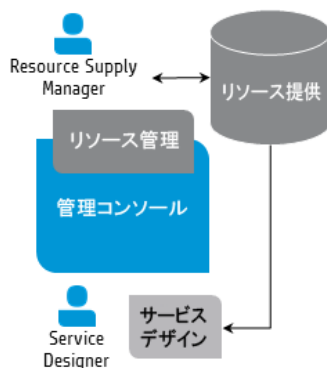 Resource Supply
Manager
リソース提供
リソース管理
管理コンソール
Service
Designer
サービス
デザイン